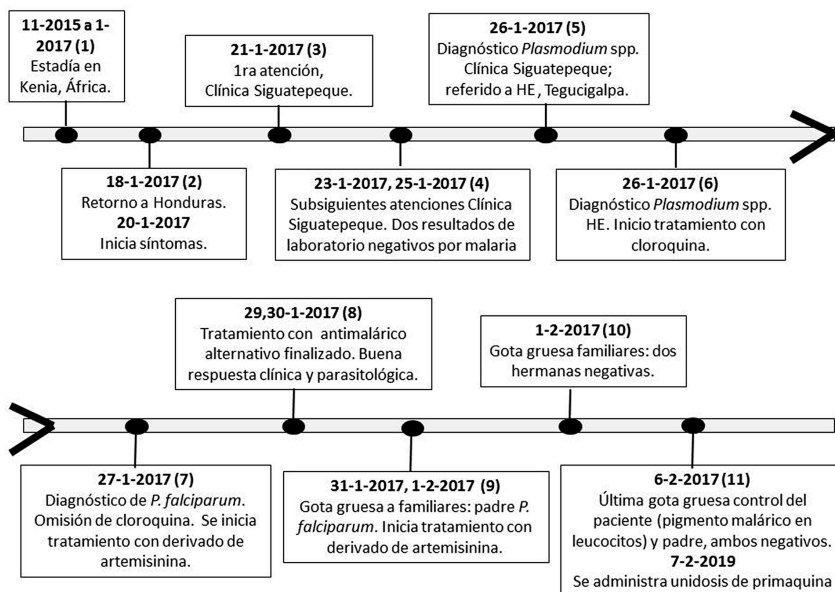 11-2015 a 1-
2017 (1)
Estadía en
Kenia, África.
18-1-2017 (2)
Retorno a Honduras.
20-1-2017
Inicia síntomas.
21-1-2017 (3)
1ra atención,
Clínica Siguatepeque.
23-1-2017, 25-1-2017 (4)
Subsiguientes atenciones Clínica
Siguatepeque. Dos resultados de
laboratorio negativos por malaria
26-1-2017 (5)
Diagnóstico Plasmodium spp.
Clínica Siguatepeque;
referido a HE, Tegucigalpa.
26-1-2017 (6)
Diagnóstico Plasmodium spp.
HE. Inicio tratamiento con
cloroquina.
27-1-2017 (7)
Diagnóstico de P. falciparum.
Omisión de cloroquina. Se inicia
tratamiento con derivado de
artemisinina.
29,30-1-2017 (8)
Tratamiento con antimalárico
alternativo finalizado. Buena
respuesta clínica y parasitológica.
31-1-2017, 1-2-2017 (9)
Gota gruesa a familiares: padre P.
falciparum. Inicia tratamiento con
derivado de artemisinina.
1-2-2017 (10)
Gota gruesa familiares: dos
hermanas negativas.
6-2-2017 (11)
Última gota gruesa control del
paciente (pigmento malárico en
leucocitos) y padre, ambos negativos.
7-2-2019
Se administra unidosis de primaquina